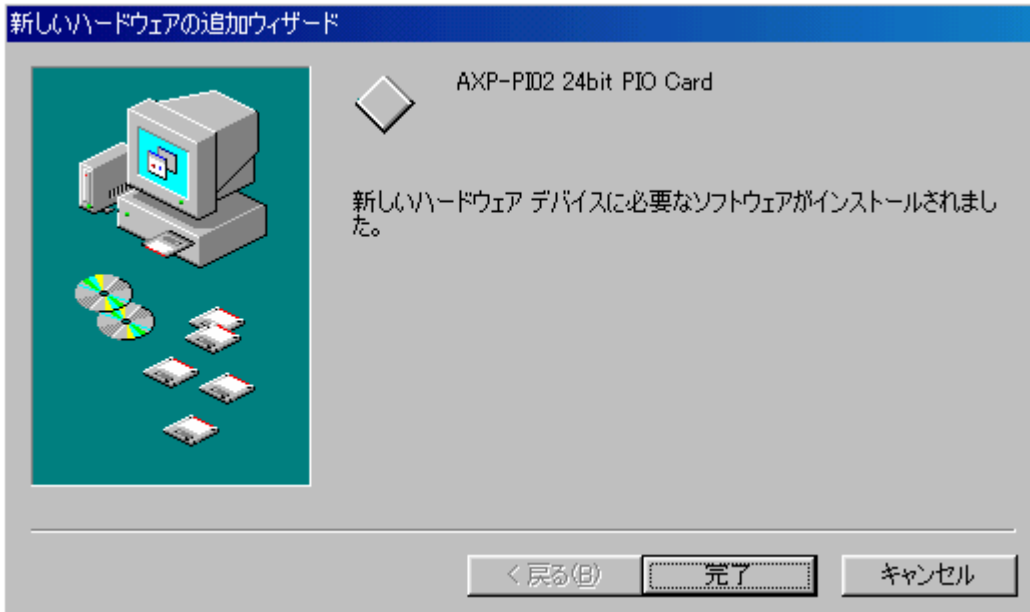 新しいハードウェアの追加ウィザード
AXP-PI02 24bit PIO Card
新しいハードウェア デバイスに必要なソフトウェアがインストールされまし
た。
< 戻る(B)
完了
キャンセル